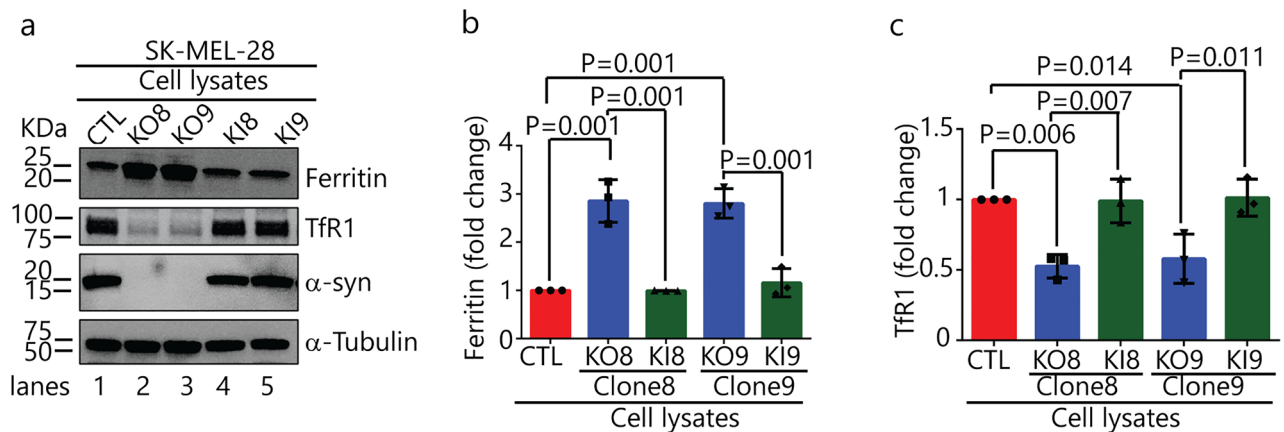 a
SK-MEL-28
Cell lysates
KDa CTL KO8 KO9 KI8 KI9
25
20
Ferritin
100
75
TfR1
20
15
α-syn
75
50
α-Tubulin
lanes 1 2 3 4 5
b
P=0.001
P=0.001
P=0.001
P=0.001
Ferritin (fold change)
4
3
2
1
0
CTL KO8 KI8 KO9 KI9
Clone8 Clone9
Cell lysates
c
P=0.011
P=0.014
P=0.007
P=0.006
TfR1 (fold change)
1.5
1
0.5
0
CTL KO8 KI8 KO9 KI9
Clone8 Clone9
Cell lysates